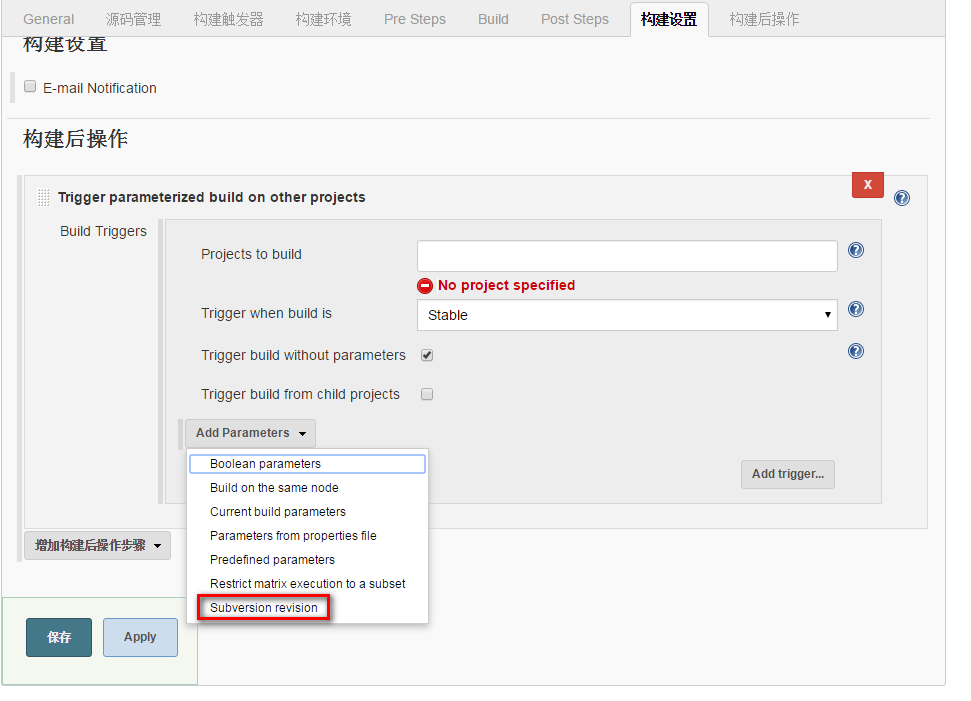 General 源码管理 构建触发器 构建环境 Pre Steps Build Post Steps 构建设置 构建后操作
构建设置
E-mail Notification
构建后操作
X
Trigger parameterized build on other projects
Build Triggers
Projects to build
No project specified
Trigger when build is
Stable
Trigger build without parameters
Trigger build from child projects
Add Parameters
Boolean parameters
Build on the same node
Current build parameters
Parameters from properties file
Predefined parameters
Restrict matrix execution to a subset
Subversion revision
Add trigger...
增加构建后操作步骤
保存 Apply